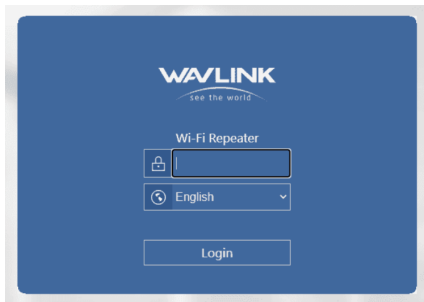 WAVLINK
see the world
Wi-Fi Repeater
English
Login